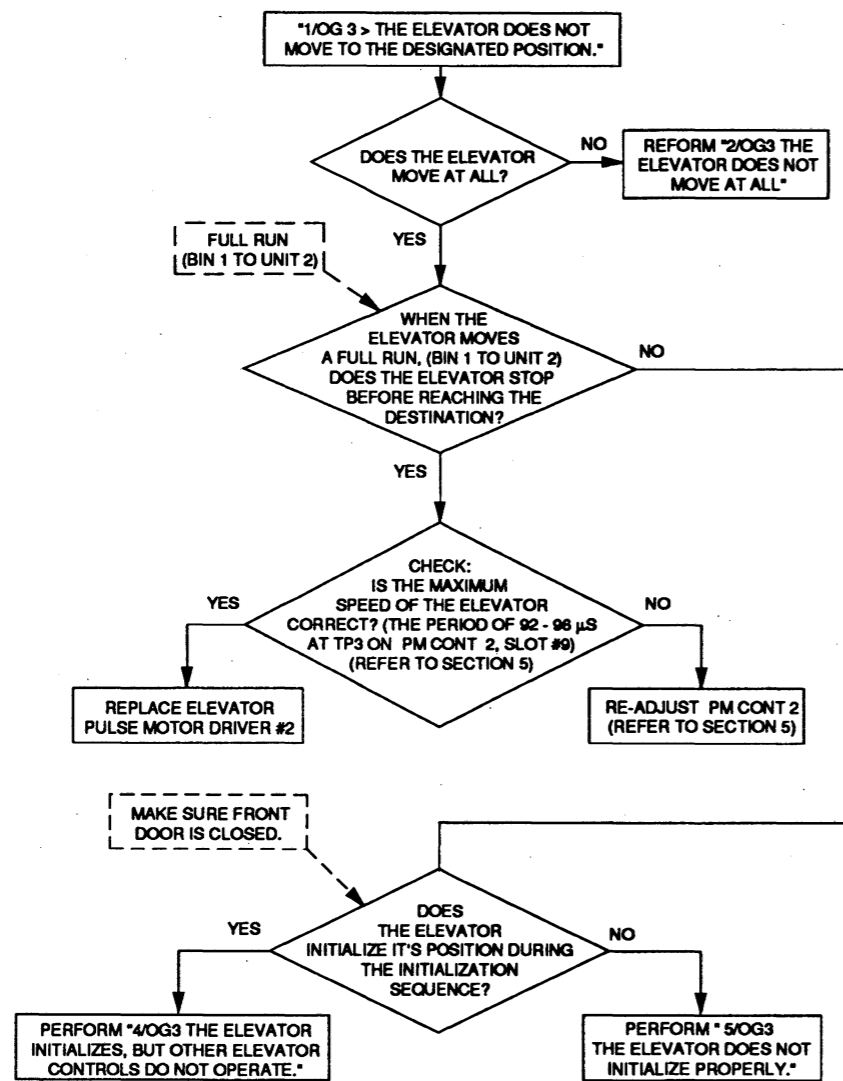 "1/OG 3 > THE ELEVATOR DOES NOT
MOVE TO THE DESIGNATED POSITION."
DOES THE ELEVATOR
MOVE AT ALL?
NO
REFORM "2/OG3 THE
ELEVATOR DOES NOT
MOVE AT ALL"
YES
FULL RUN
(BIN 1 TO UNIT 2)
WHEN THE
ELEVATOR MOVES
A FULL RUN, (BIN 1 TO UNIT 2)
DOES THE ELEVATOR STOP
BEFORE REACHING THE
DESTINATION?
NO
YES
CHECK:
IS THE MAXIMUM
SPEED OF THE ELEVATOR
CORRECT? (THE PERIOD OF 92 - 96 µS
AT TP3 ON PM CONT 2, SLOT #9)
(REFER TO SECTION 5)
YES
NO
REPLACE ELEVATOR
PULSE MOTOR DRIVER #2
RE-ADJUST PM CONT 2
(REFER TO SECTION 5)
MAKE SURE FRONT
DOOR IS CLOSED.
DOES
THE ELEVATOR
INITIALIZE IT'S POSITION DURING
THE INITIALIZATION
SEQUENCE?
YES
NO
PERFORM "4/OG3 THE ELEVATOR
INITIALIZES, BUT OTHER ELEVATOR
CONTROLS DO NOT OPERATE."
PERFORM " 5/OG3
THE ELEVATOR DOES NOT
INITIALIZE PROPERLY."